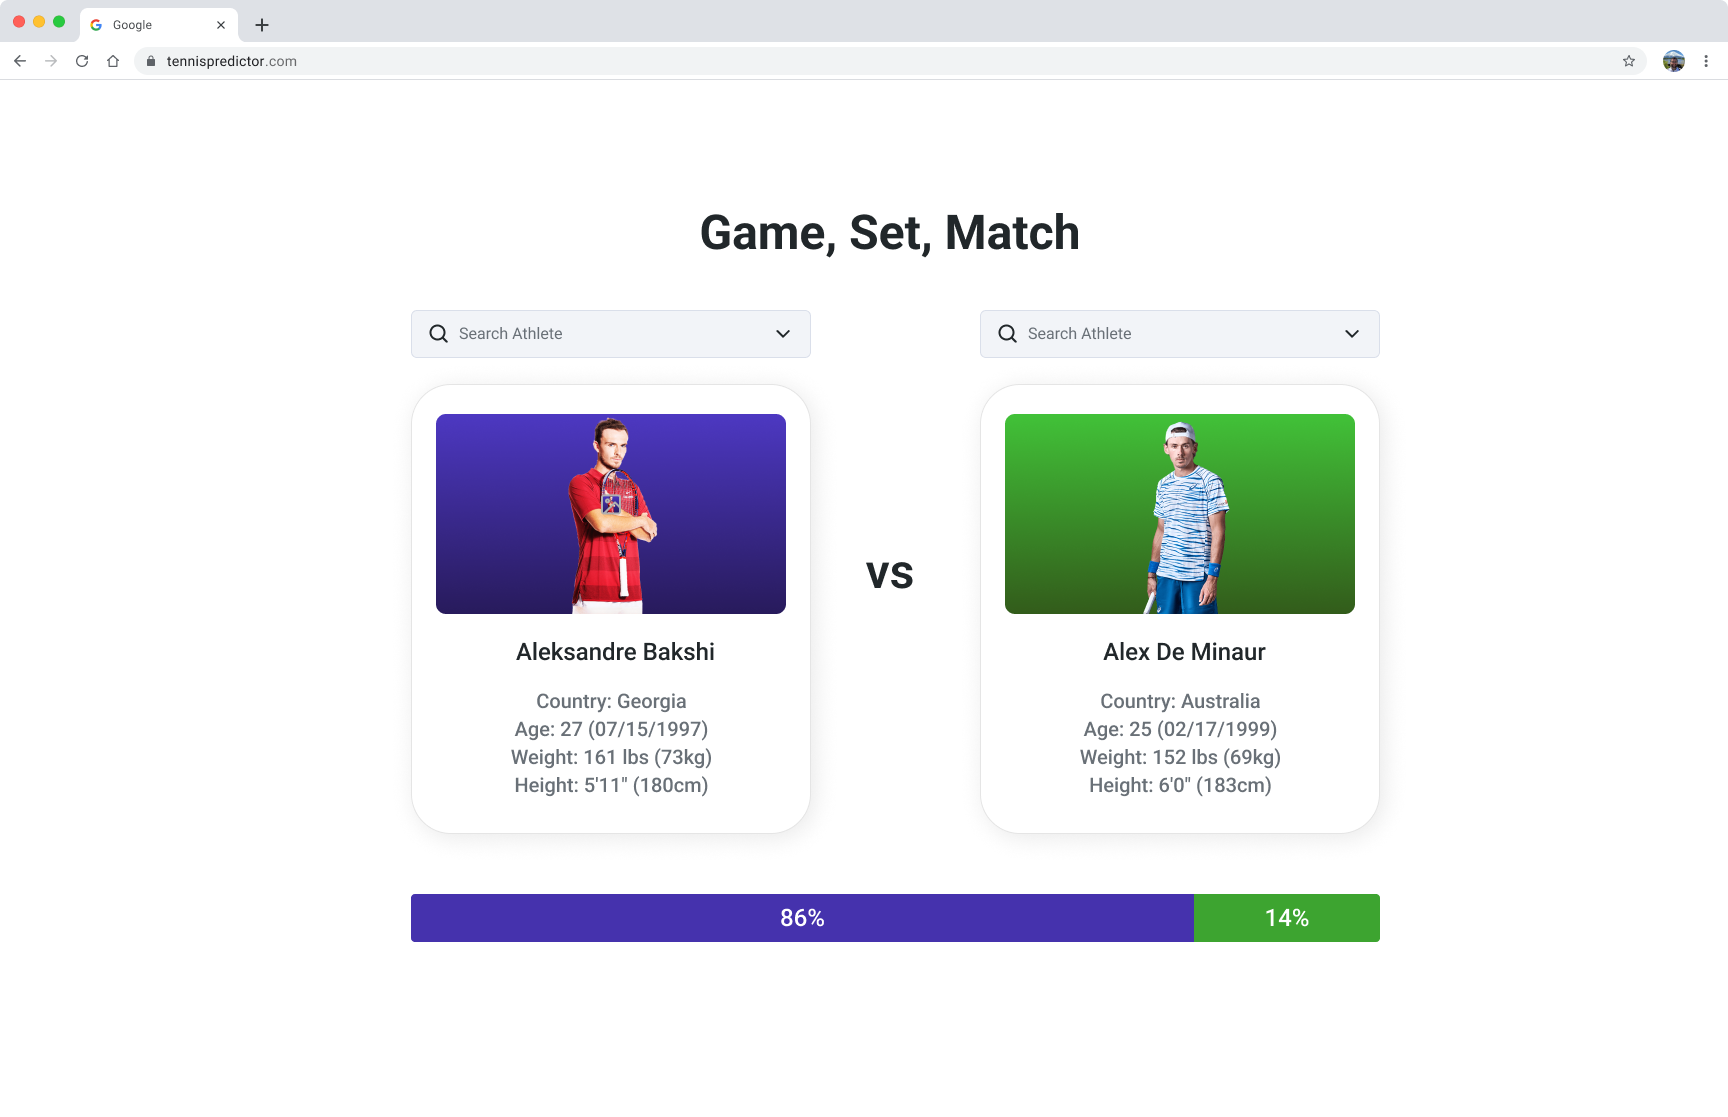 Google
tennispredictor.com
Game, Set, Match
Search Athlete
Search Athlete
Aleksandre Bakshi
Country: Georgia
Age: 27 (07/15/1997)
Weight: 161 lbs (73kg)
Height: 5'11" (180cm)
vs
Alex De Minaur
Country: Australia
Age: 25 (02/17/1999)
Weight: 152 lbs (69kg)
Height: 6'0" (183cm)
86%
14%